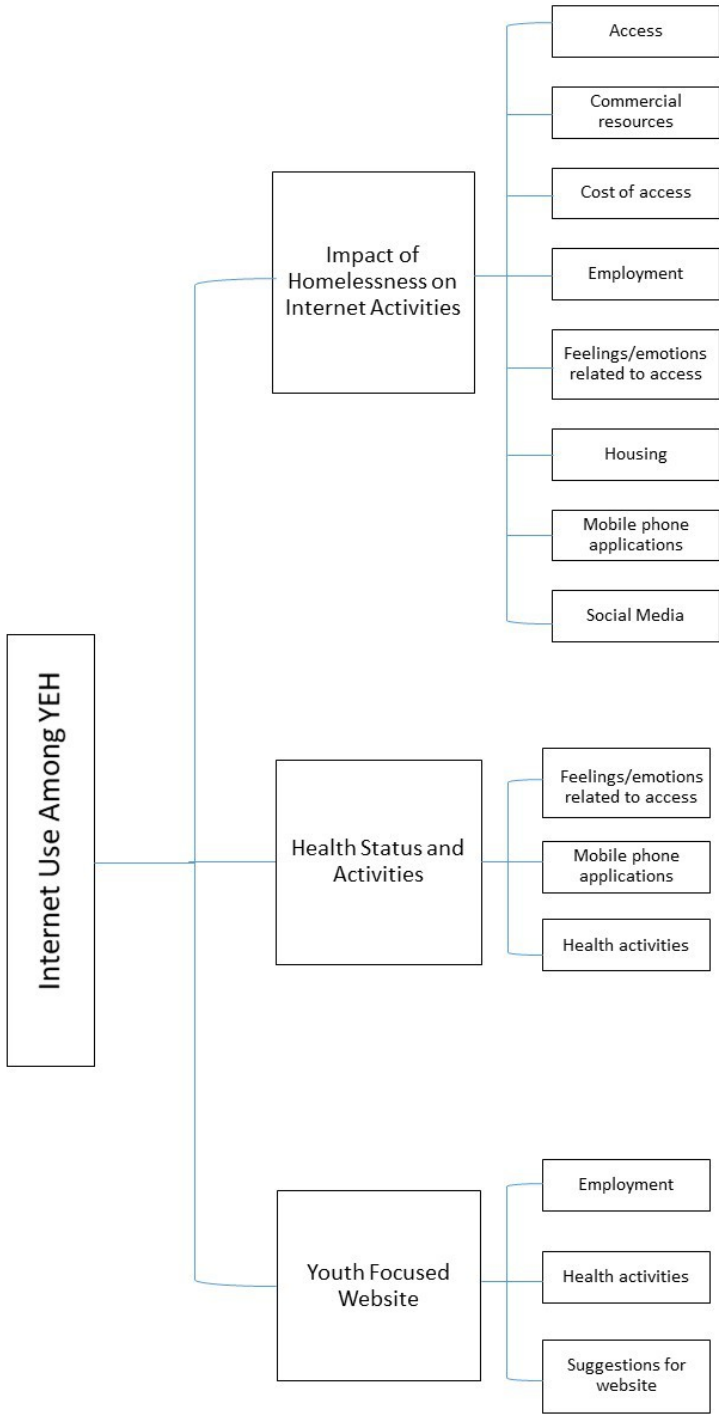 Internet Use Among YEH
Impact of
Homelessness on
Internet Activities
Access
Commercial
resources
Cost of access
Employment
Feelings/emotions
related to access
Housing
Mobile phone
applications
Social Media
Health Status and
Activities
Feelings/emotions
related to access
Mobile phone
applications
Health activities
Youth Focused
Website
Employment
Health activities
Suggestions for
website